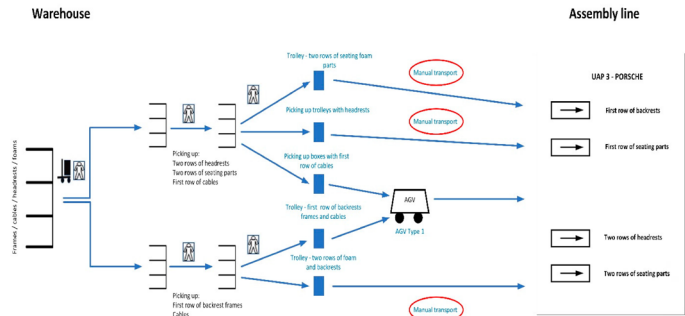 Warehouse
Assembly line
Trolley - two rows of seating foam
parts
Manual transport
UAP 3 - PORSCHE
First row of backrests
Picking up trolleys with headrests
Manual transport
First row of seating parts
Picking up:
Two rows of headrests
Two rows of seating parts
First row of cables
Picking up boxes with first
row of cables
Frames / cables / headrests / foams
AGV
AGV Type 1
Trolley - first row of backrests
frames and cables
Two rows of headrests
Trolley - two rows of foam
and backrests
Two rows of seating parts
Picking up:
First row of backrest frames
Cables
Manual transport